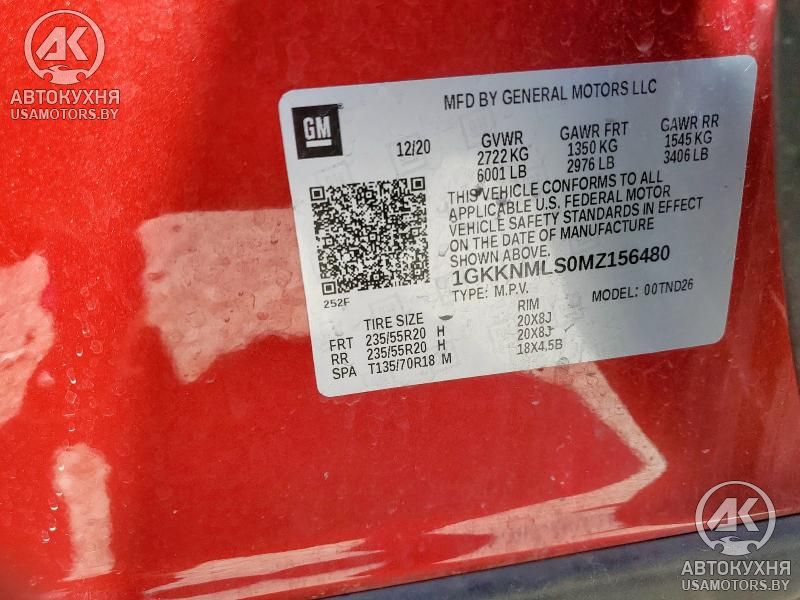 AK
АВТОКУХНЯ
USAMOTORS.BY
MFD BY GENERAL MOTORS LLC
GM
12/20
GVWR GAWR FRT GAWR RR
2722 KG 1350 KG 1545 KG
6001 LB 2976 LB 3406 LB
THIS VEHICLE CONFORMS TO ALL
APPLICABLE U.S. FEDERAL MOTOR
VEHICLE SAFETY STANDARDS IN EFFECT
ON THE DATE OF MANUFACTURE
SHOWN ABOVE.
1GKKNMLS0MZ156480
252F
TYPE: M.P.V. MODEL: 00TND26
TIRE SIZE RIM
FRT 235/55R20 H 20X8J
RR 235/55R20 H 20X8J
SPA T135/70R18 M 18X4.5B
AK
АВТОКУХНЯ
USAMOTORS.BY